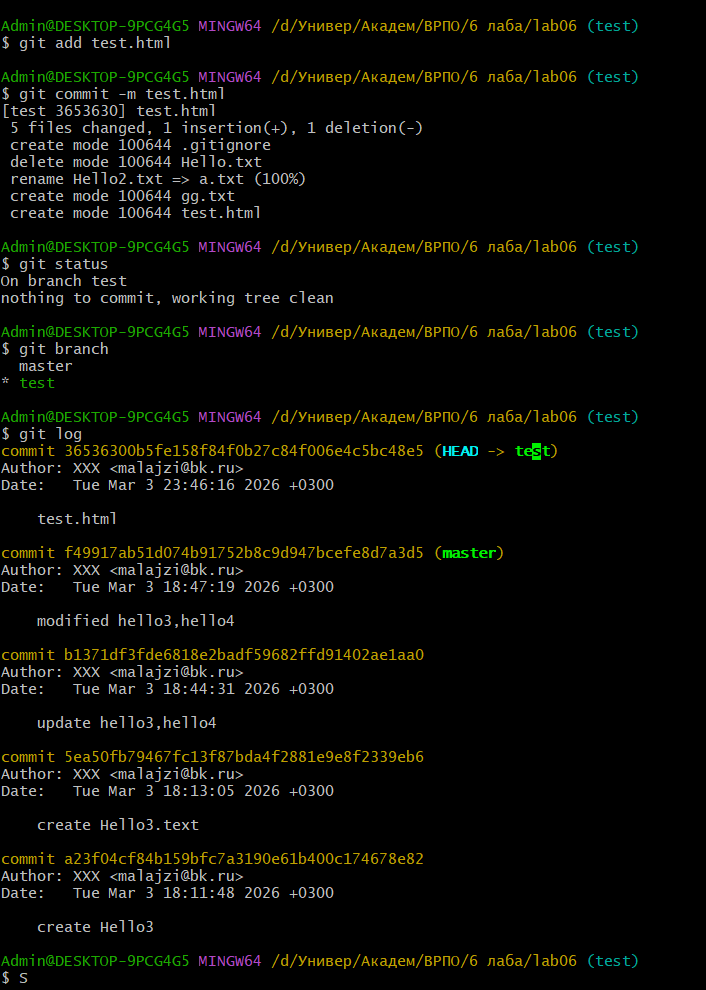 Admin@DESKTOP-9PCG4G5 MINGW64 /d/Универ/Академ/ВРПО/6 лаба/lab06 (test)
$ git add test.html
Admin@DESKTOP-9PCG4G5 MINGW64 /d/Универ/Академ/ВРПО/6 лаба/lab06 (test)
$ git commit -m test.html
[test 3653630] test.html
 5 files changed, 1 insertion(+), 1 deletion(-)
 create mode 100644 .gitignore
 delete mode 100644 Hello.txt
 rename Hello2.txt => a.txt (100%)
 create mode 100644 gg.txt
 create mode 100644 test.html
Admin@DESKTOP-9PCG4G5 MINGW64 /d/Универ/Академ/ВРПО/6 лаба/lab06 (test)
$ git status
On branch test
nothing to commit, working tree clean
Admin@DESKTOP-9PCG4G5 MINGW64 /d/Универ/Академ/ВРПО/6 лаба/lab06 (test)
$ git branch
  master
* test
Admin@DESKTOP-9PCG4G5 MINGW64 /d/Универ/Академ/ВРПО/6 лаба/lab06 (test)
$ git log
commit 36536300b5fe158f84f0b27c84f006e4c5bc48e5 (HEAD -> test)
Author: XXX <malajzi@bk.ru>
Date:   Tue Mar 3 23:46:16 2026 +0300
    test.html
commit f49917ab51d074b91752b8c9d947bcefe8d7a3d5 (master)
Author: XXX <malajzi@bk.ru>
Date:   Tue Mar 3 18:47:19 2026 +0300
    modified hello3,hello4
commit b1371df3fde6818e2badf59682ffd91402ae1aa0
Author: XXX <malajzi@bk.ru>
Date:   Tue Mar 3 18:44:31 2026 +0300
    update hello3,hello4
commit 5ea50fb79467fc13f87bda4f2881e9e8f2339eb6
Author: XXX <malajzi@bk.ru>
Date:   Tue Mar 3 18:13:05 2026 +0300
    create Hello3.text
commit a23f04cf84b159bfc7a3190e61b400c174678e82
Author: XXX <malajzi@bk.ru>
Date:   Tue Mar 3 18:11:48 2026 +0300
    create Hello3
Admin@DESKTOP-9PCG4G5 MINGW64 /d/Универ/Академ/ВРПО/6 лаба/lab06 (test)
$ S